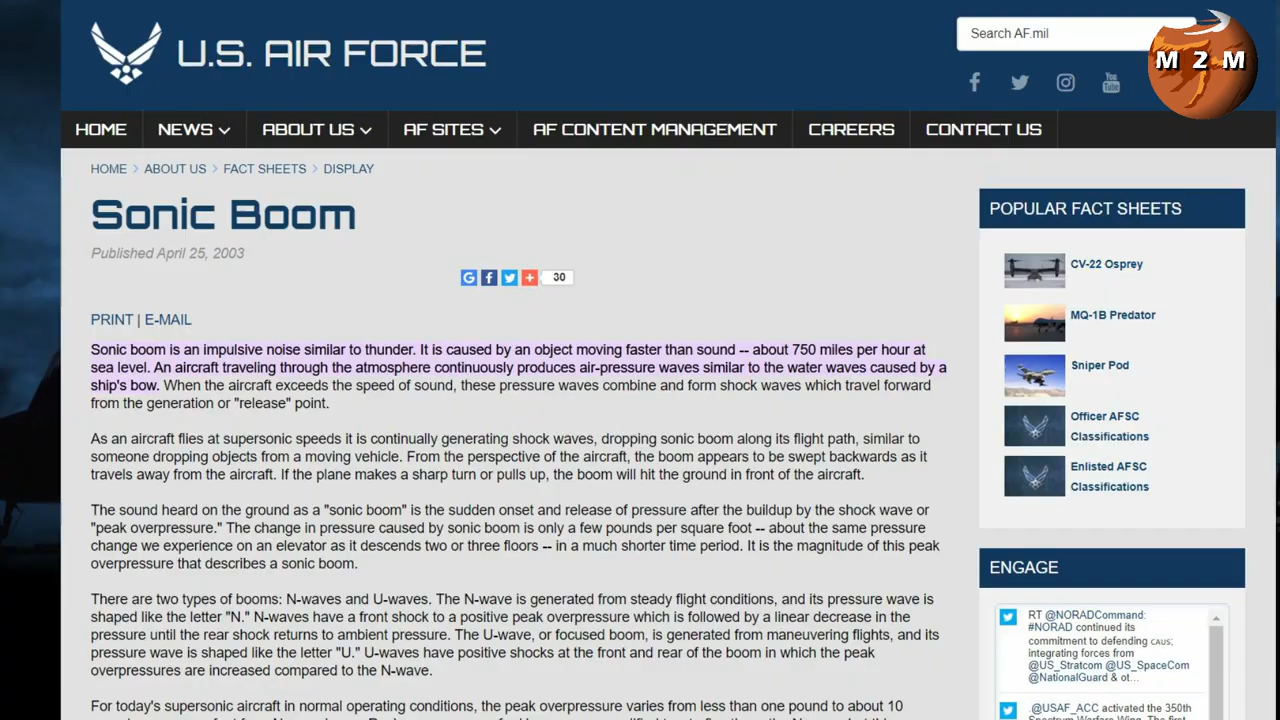 U.S. AIR FORCE
Search AF.mil
M 2 M
HOME
NEWS
ABOUT US
AF SITES
AF CONTENT MANAGEMENT
CAREERS
CONTACT US
HOME > ABOUT US > FACT SHEETS > DISPLAY
Sonic Boom
Published April 25, 2003
30
PRINT | E-MAIL
Sonic boom is an impulsive noise similar to thunder. It is caused by an object moving faster than sound -- about 750 miles per hour at
sea level. An aircraft traveling through the atmosphere continuously produces air-pressure waves similar to the water waves caused by a
ship's bow. When the aircraft exceeds the speed of sound, these pressure waves combine and form shock waves which travel forward
from the generation or "release" point.
As an aircraft flies at supersonic speeds it is continually generating shock waves, dropping sonic boom along its flight path, similar to
someone dropping objects from a moving vehicle. From the perspective of the aircraft, the boom appears to be swept backwards as it
travels away from the aircraft. If the plane makes a sharp turn or pulls up, the boom will hit the ground in front of the aircraft.
The sound heard on the ground as a "sonic boom" is the sudden onset and release of pressure after the buildup by the shock wave or
"peak overpressure." The change in pressure caused by sonic boom is only a few pounds per square foot -- about the same pressure
change we experience on an elevator as it descends two or three floors -- in a much shorter time period. It is the magnitude of this peak
overpressure that describes a sonic boom.
There are two types of booms: N-waves and U-waves. The N-wave is generated from steady flight conditions, and its pressure wave is
shaped like the letter "N." N-waves have a front shock to a positive peak overpressure which is followed by a linear decrease in the
pressure until the rear shock returns to ambient pressure. The U-wave, or focused boom, is generated from maneuvering flights, and its
pressure wave is shaped like the letter "U." U-waves have positive shocks at the front and rear of the boom in which the peak
overpressures are increased compared to the N-wave.
For today's supersonic aircraft in normal operating conditions, the peak overpressure varies from less than one pound to about 10
POPULAR FACT SHEETS
CV-22 Osprey
MQ-1B Predator
Sniper Pod
Officer AFSC
Classifications
Enlisted AFSC
Classifications
ENGAGE
RT @NORADCommand:
#NORAD continued its
commitment to defending CAUS;
integrating forces from
@US_Stratcom @US_SpaceCom
@NationalGuard & ot...
.@USAF_ACC activated the 350th